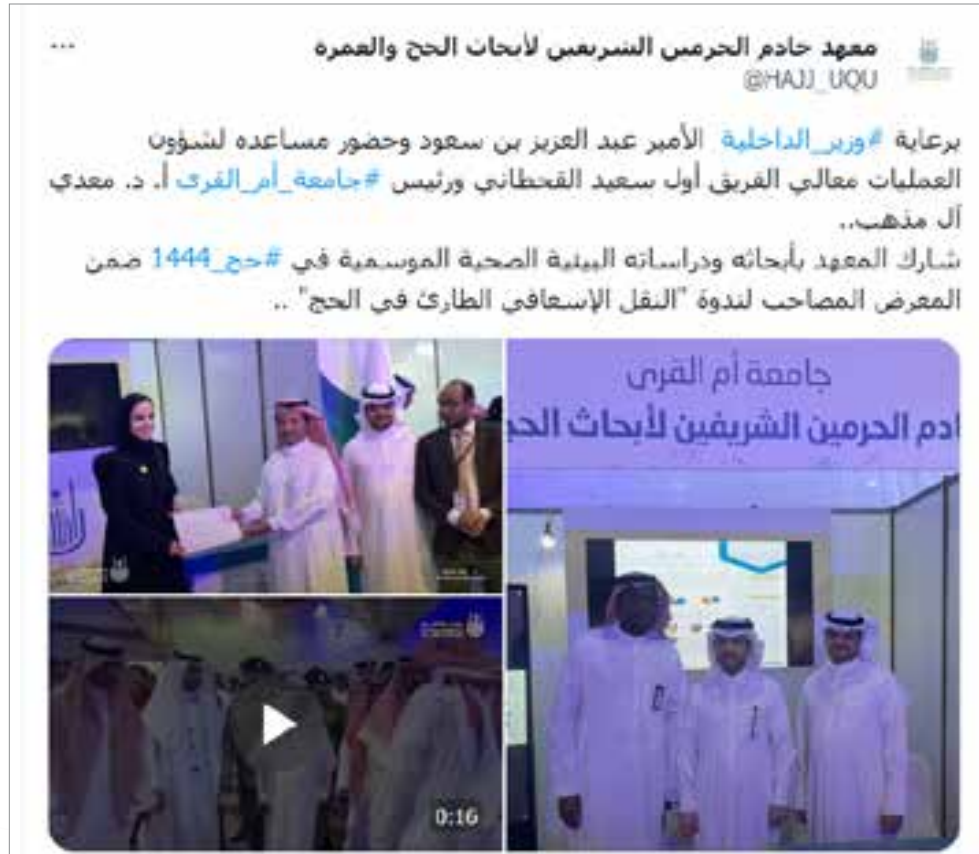 معهد خادم الحرمين الشريفين لأبحاث الحج والعمرة
@HAJJ_UQU
برعاية #وزير_الداخلية الأمير عبد العزيز بن سعود وحضور مساعده لشؤون
العمليات معالي الفريق أول سعيد القحطاني ورئيس #جامعة_أم_القرى أ. د. معدي
آل مذهب..
شارك المعهد بأبحاثه ودراساته البيئية الصحية الموسمية في #حج_1444 ضمن
المعرض المصاحب لندوة "النقل الإسعافي الطارئ في الحج" ..
جامعة أم القرى
ادم الحرمين الشريفين لأبحاث الحج
0:16